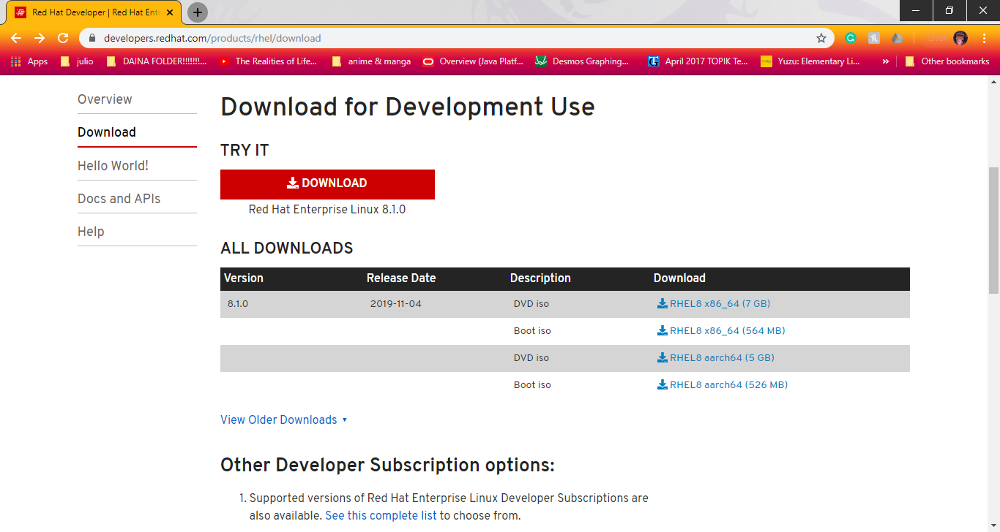 Red Hat Developer | Red Hat Ente
developers.redhat.com/products/rhel/download
Apps julio DAINA FOLDER!!!!!!!... The Realities of Life... anime & manga Overview (Java Platf... Desmos Graphing... April 2017 TOPIK Te... Yuzu: Elementary Li... » Other bookmarks
Overview
Download
Hello World!
Docs and APIs
Help
Download for Development Use
TRY IT
DOWNLOAD
Red Hat Enterprise Linux 8.1.0
ALL DOWNLOADS
Version Release Date Description Download
8.1.0 2019-11-04 DVD iso RHEL8 x86_64 (7 GB)
Boot iso RHEL8 x86_64 (564 MB)
DVD iso RHEL8 aarch64 (5 GB)
Boot iso RHEL8 aarch64 (526 MB)
View Older Downloads
Other Developer Subscription options:
1. Supported versions of Red Hat Enterprise Linux Developer Subscriptions are
also available. See this complete list to choose from.